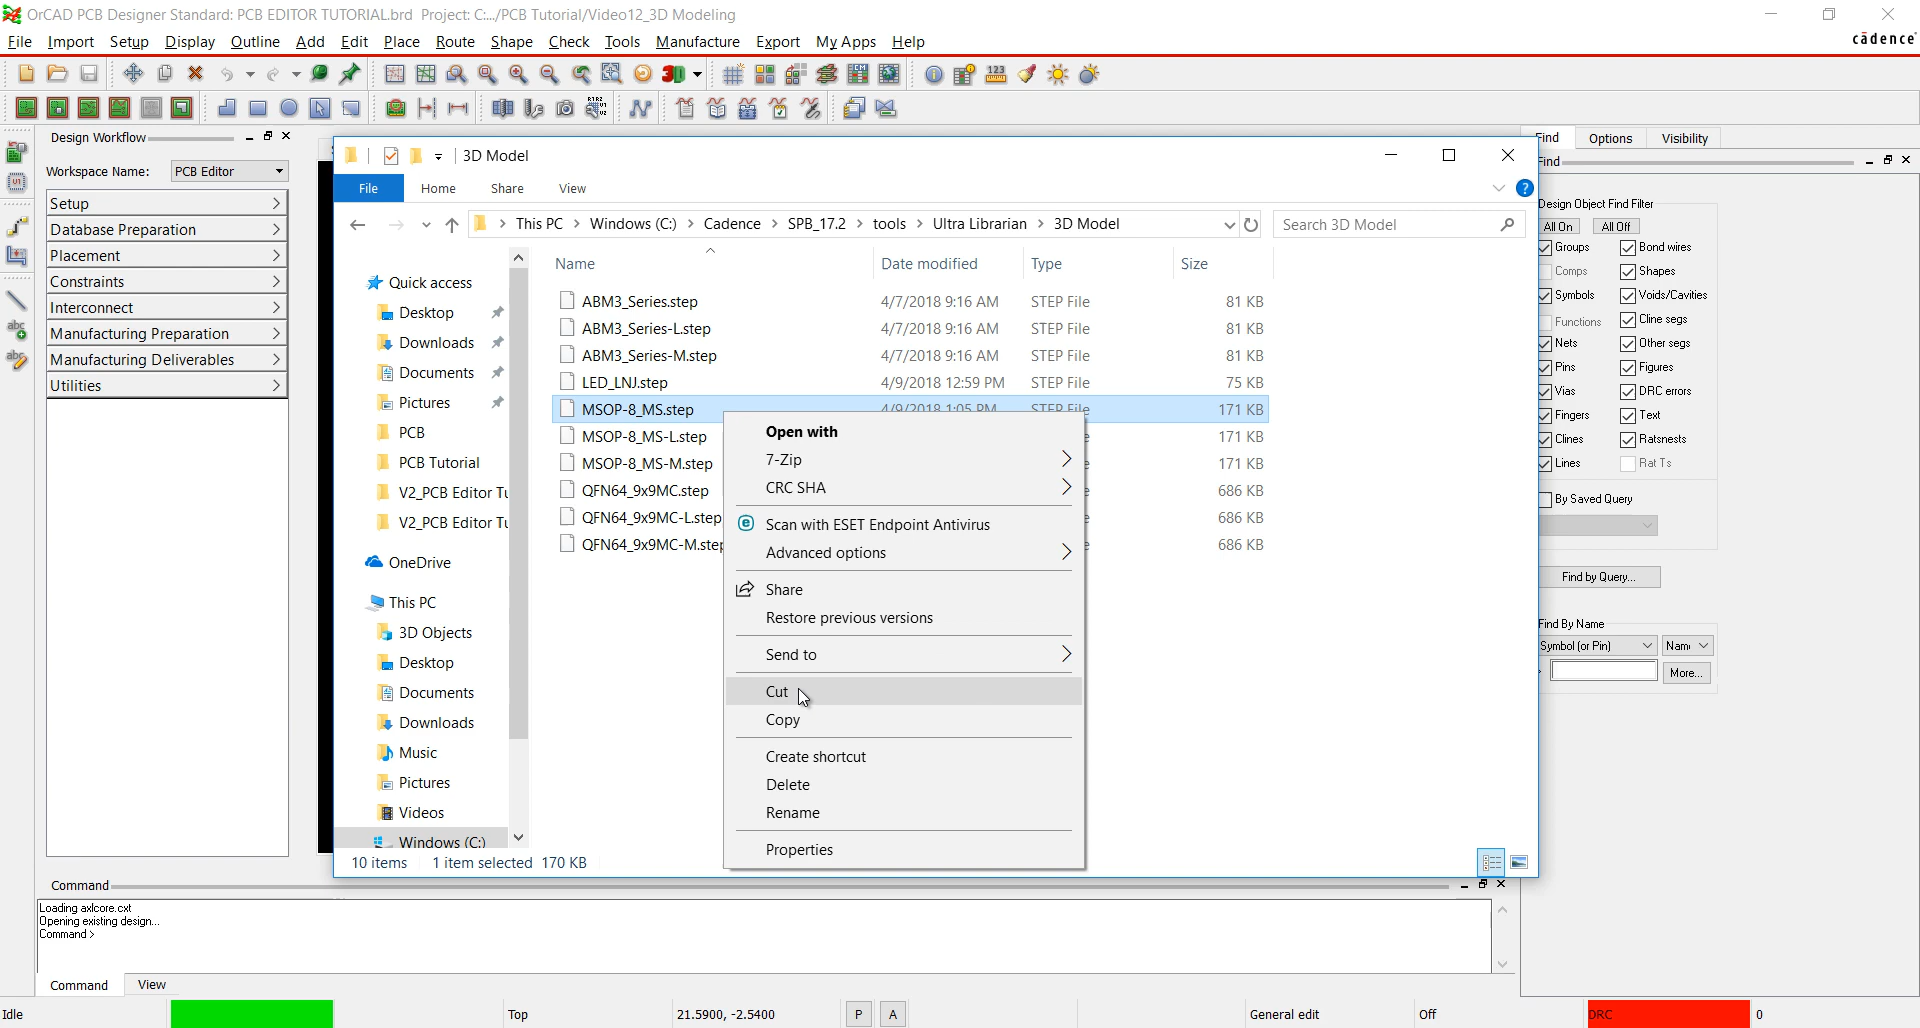 OrCAD PCB Designer Standard: PCB EDITOR TUTORIAL.brd Project: C:.../PCB Tutorial/Video12_3D Modeling
File Import Setup Display Outline Add Edit Place Route Shape Check Tools Manufacture Export My Apps Help
cādence
Design Workflow
Workspace Name: PCB Editor
Setup
Database Preparation
Placement
Constraints
Interconnect
Manufacturing Preparation
Manufacturing Deliverables
Utilities
3D Model
File Home Share View
This PC > Windows (C:) > Cadence > SPB_17.2 > tools > Ultra Librarian > 3D Model
Search 3D Model
Quick access
Desktop
Downloads
Documents
Pictures
PCB
PCB Tutorial
V2_PCB Editor Tu
V2_PCB Editor Tu
OneDrive
This PC
3D Objects
Desktop
Documents
Downloads
Music
Pictures
Videos
Windows (C:)
Name Date modified Type Size
ABM3_Series.step 4/7/2018 9:16 AM STEP File 81 KB
ABM3_Series-L.step 4/7/2018 9:16 AM STEP File 81 KB
ABM3_Series-M.step 4/7/2018 9:16 AM STEP File 81 KB
LED_LNJ.step 4/9/2018 12:59 PM STEP File 75 KB
MSOP-8_MS.step 4/9/2018 1:05 PM STEP File 171 KB
MSOP-8_MS-L.step 171 KB
MSOP-8_MS-M.step 171 KB
QFN64_9x9MC.step 686 KB
QFN64_9x9MC-L.step 686 KB
QFN64_9x9MC-M.step 686 KB
Open with
7-Zip
CRC SHA
Scan with ESET Endpoint Antivirus
Advanced options
Share
Restore previous versions
Send to
Cut
Copy
Create shortcut
Delete
Rename
Properties
10 items 1 item selected 170 KB
Find Options Visibility
Find
Design Object Find Filter
All On All Off
Groups Bond wires
Comps Shapes
Symbols Voids/Cavities
Functions Cline segs
Nets Other segs
Pins Figures
Vias DRC errors
Fingers Text
Clines Ratsnests
Lines Rat Ts
By Saved Query
Find by Query...
Find By Name
Symbol (or Pin) Name
More...
Command
Loading axlcore.cxt
Opening existing design...
Command >
Command View
Idle Top 21.5900, -2.5400 P A General edit Off DRC 0